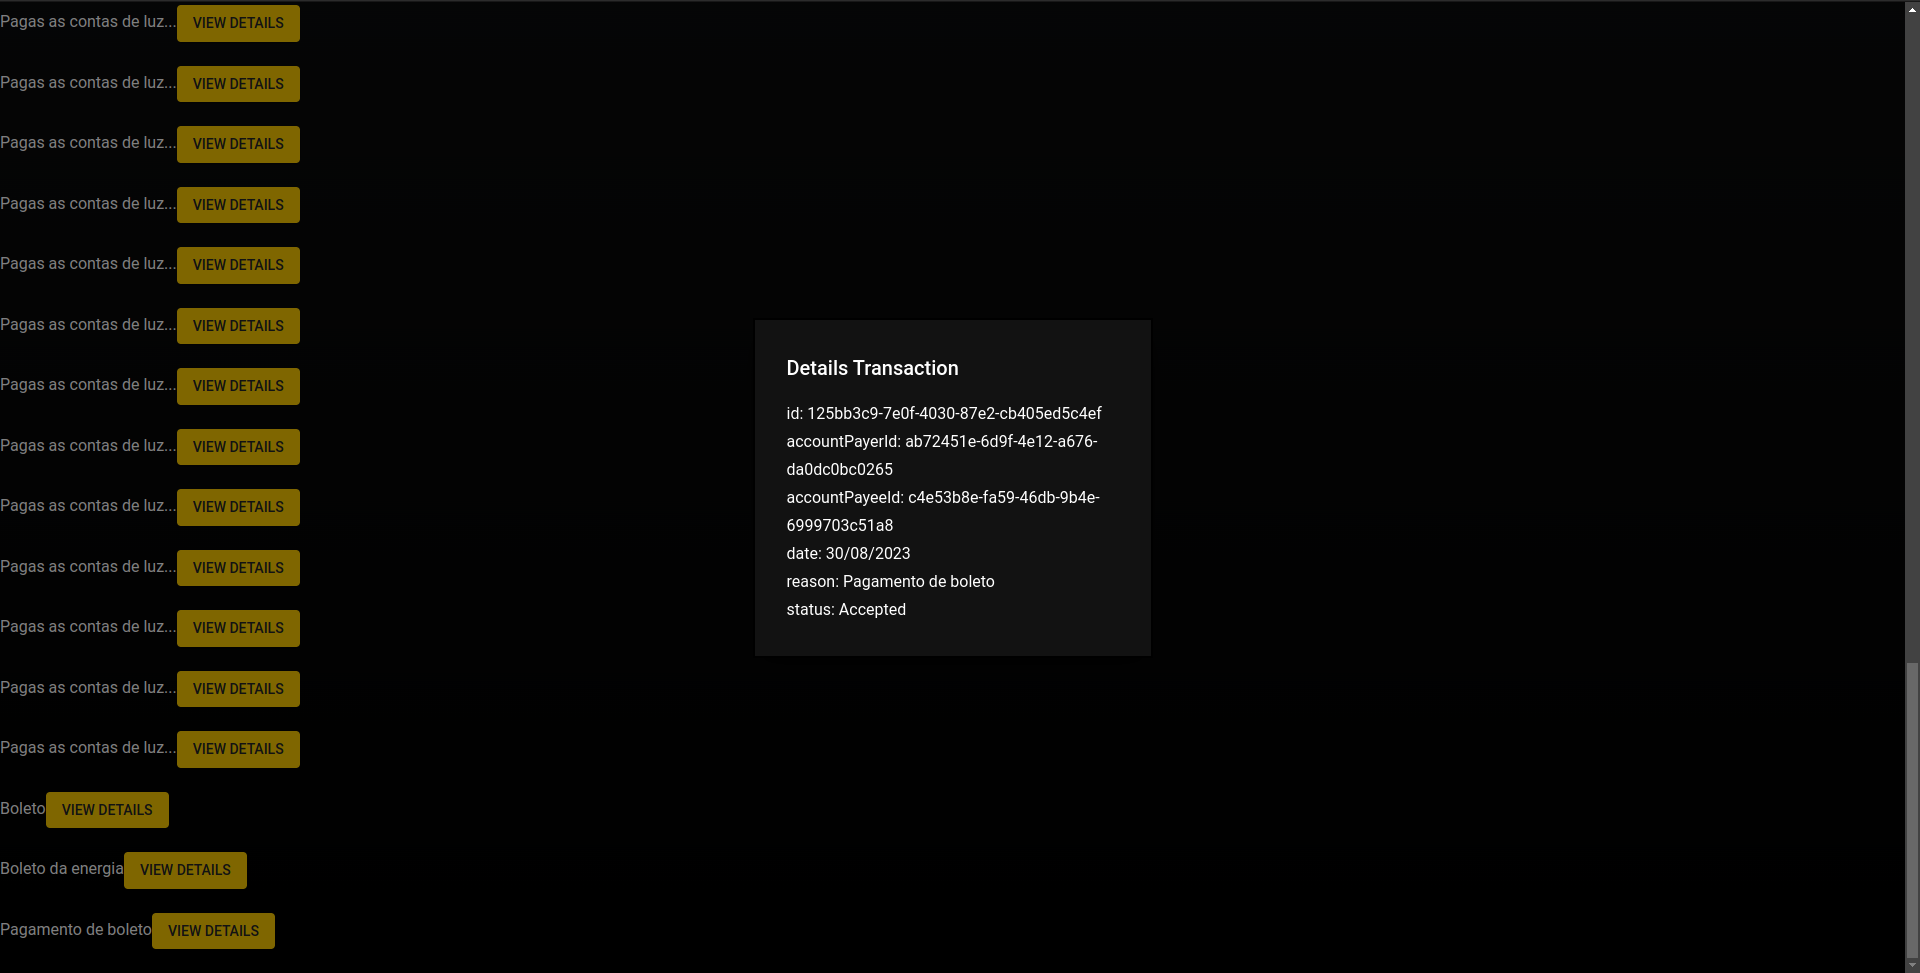 Pagas as contas de luz... VIEW DETAILS
Pagas as contas de luz... VIEW DETAILS
Pagas as contas de luz... VIEW DETAILS
Pagas as contas de luz... VIEW DETAILS
Pagas as contas de luz... VIEW DETAILS
Pagas as contas de luz... VIEW DETAILS
Pagas as contas de luz... VIEW DETAILS
Pagas as contas de luz... VIEW DETAILS
Pagas as contas de luz... VIEW DETAILS
Pagas as contas de luz... VIEW DETAILS
Pagas as contas de luz... VIEW DETAILS
Pagas as contas de luz... VIEW DETAILS
Pagas as contas de luz... VIEW DETAILS
Boleto VIEW DETAILS
Boleto da energia VIEW DETAILS
Pagamento de boleto VIEW DETAILS
Details Transaction
id: 125bb3c9-7e0f-4030-87e2-cb405ed5c4ef
accountPayerId: ab72451e-6d9f-4e12-a676-
da0dc0bc0265
accountPayeeId: c4e53b8e-fa59-46db-9b4e-
6999703c51a8
date: 30/08/2023
reason: Pagamento de boleto
status: Accepted